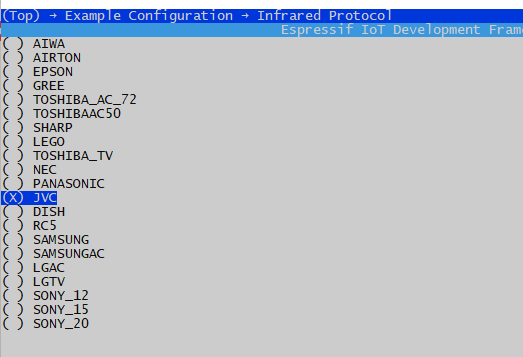 (Top) → Example Configuration → Infrared Protocol
Espressif IoT Development Fram
( ) AIWA
( ) AIRTON
( ) EPSON
( ) GREE
( ) TOSHIBA_AC_72
( ) TOSHIBAAC50
( ) SHARP
( ) LEGO
( ) TOSHIBA_TV
( ) NEC
( ) PANASONIC
(X) JVC
( ) DISH
( ) RC5
( ) SAMSUNG
( ) SAMSUNGAC
( ) LGAC
( ) LGTV
( ) SONY_12
( ) SONY_15
( ) SONY_20